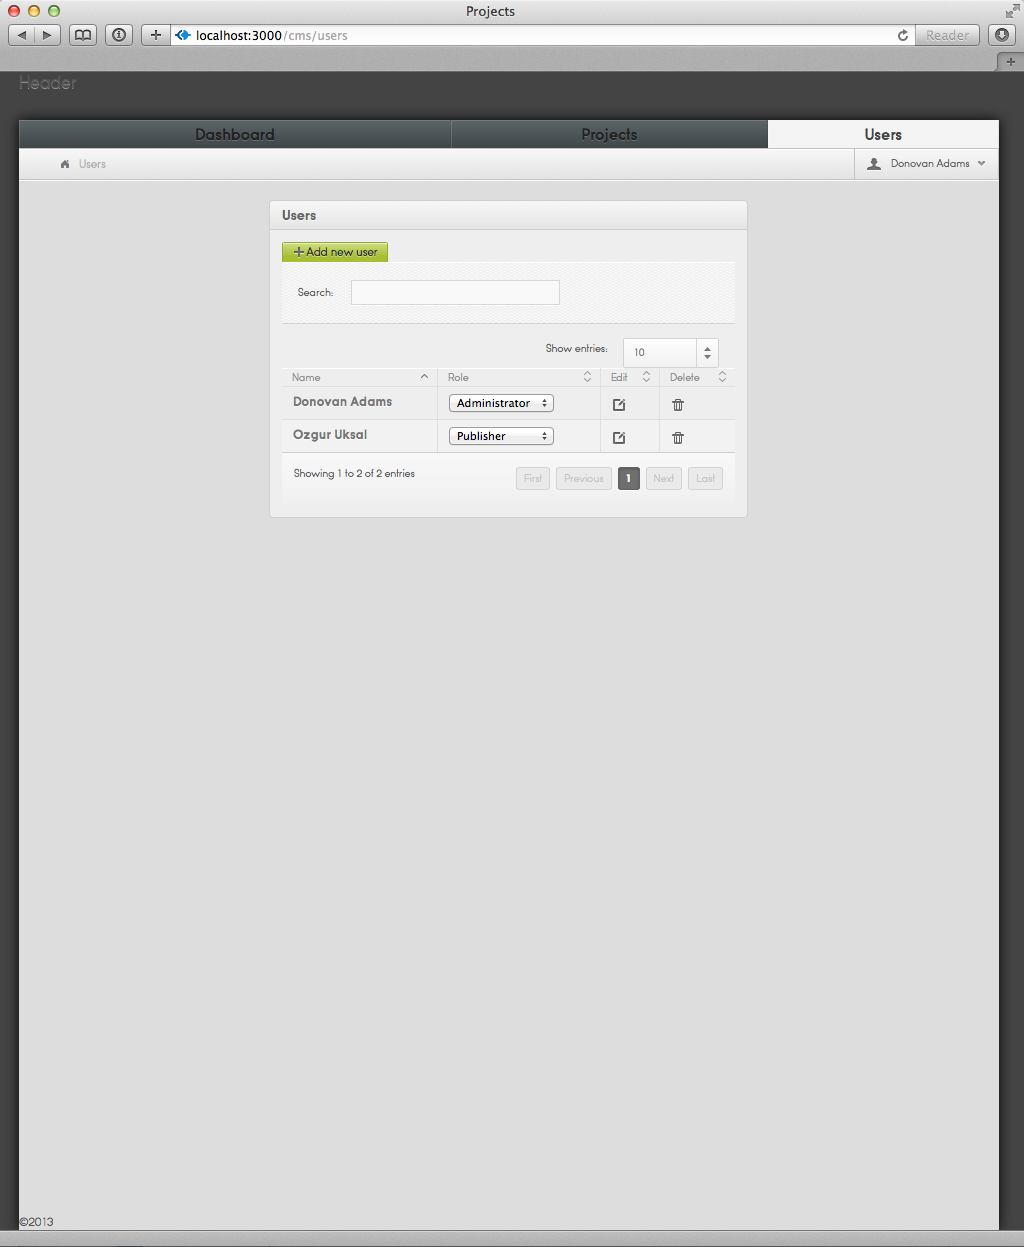 Projects
localhost:3000/cms/users
Reader
Header
Dashboard Projects Users
Users Donovan Adams
Users
Add new user
Search:
Show entries: 10
Name Role Edit Delete
Donovan Adams Administrator
Ozgur Uksal Publisher
Showing 1 to 2 of 2 entries First Previous 1 Next Last
©2013